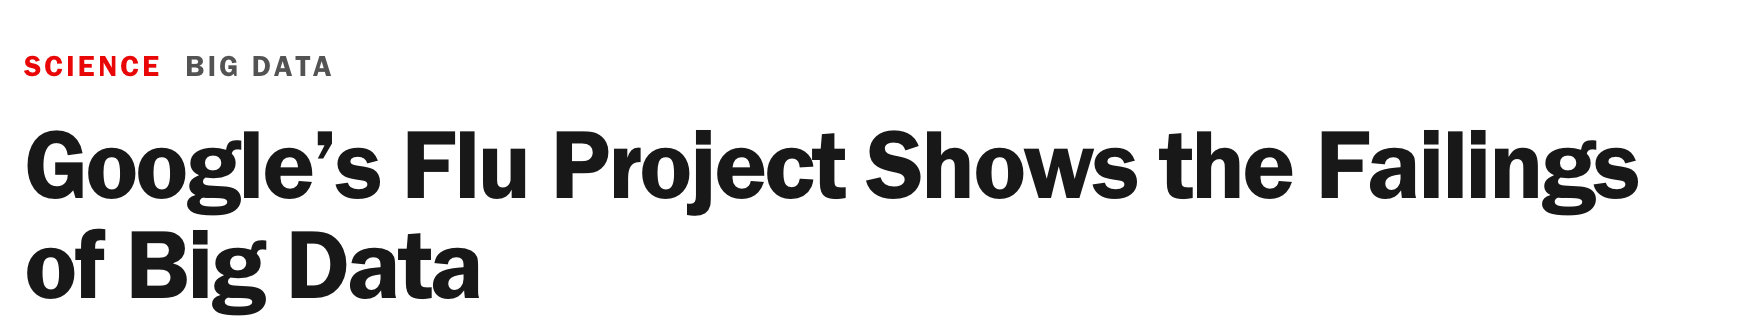 SCIENCE BIG DATA
Google’s Flu Project Shows the Failings
of Big Data